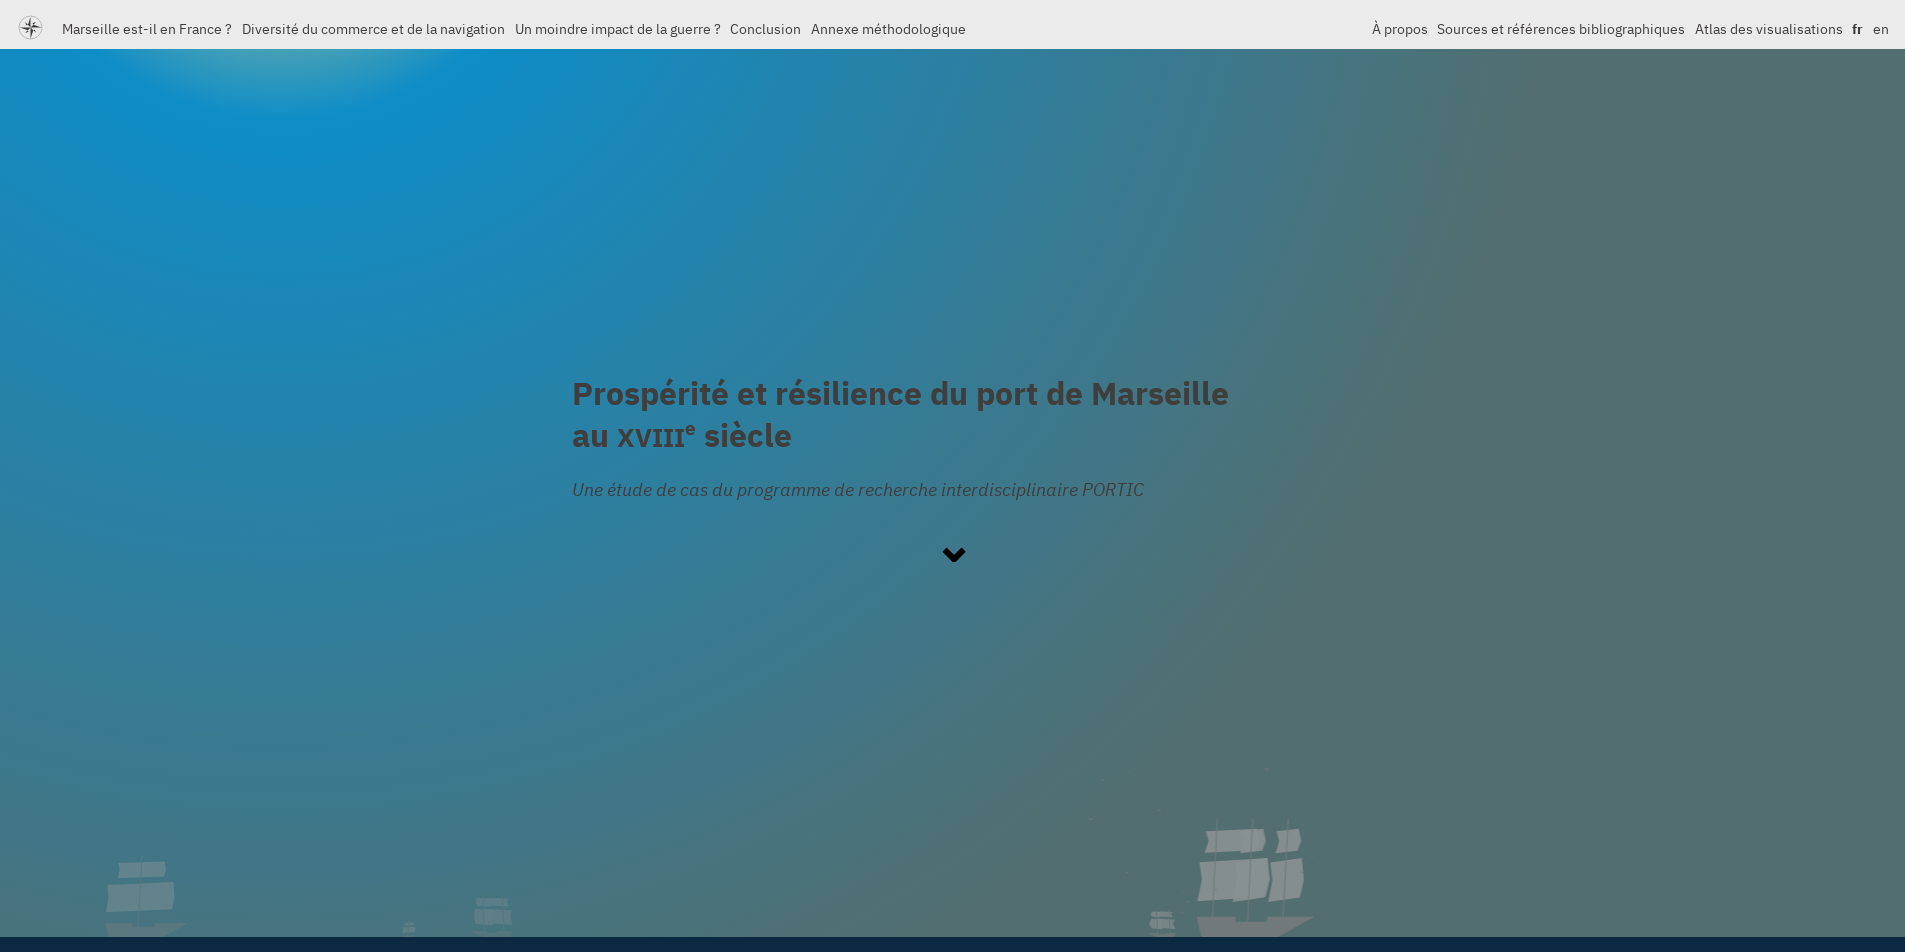 Marseille est-il en France ? Diversité du commerce et de la navigation Un moindre impact de la guerre ? Conclusion Annexe méthodologique À propos Sources et références bibliographiques Atlas des visualisations fr en
Prospérité et résilience du port de Marseille
au XVIIIe siècle
Une étude de cas du programme de recherche interdisciplinaire PORTIC